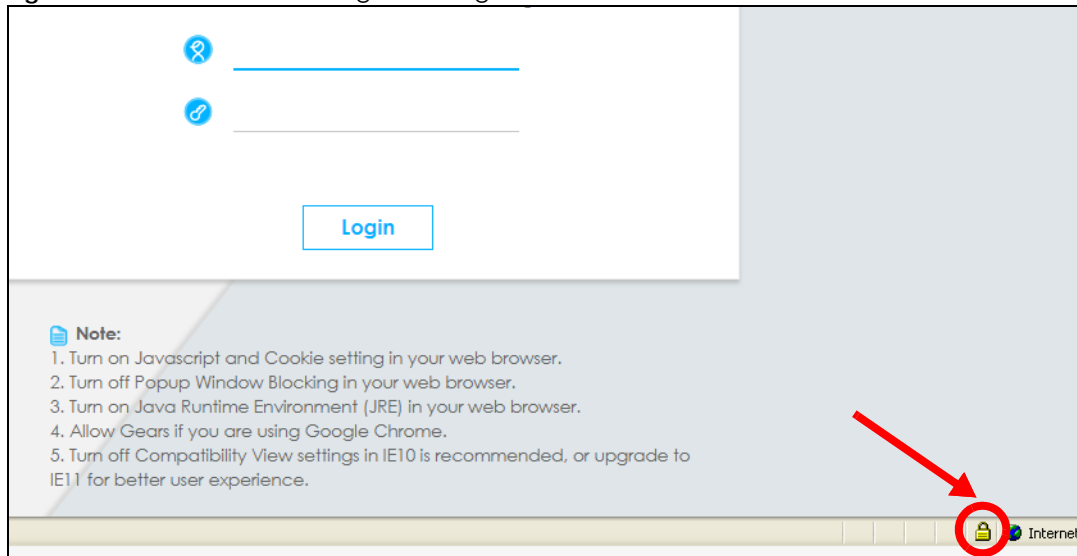 Login
Note:
1. Turn on Javascript and Cookie setting in your web browser.
2. Turn off Popup Window Blocking in your web browser.
3. Turn on Java Runtime Environment (JRE) in your web browser.
4. Allow Gears if you are using Google Chrome.
5. Turn off Compatibility View settings in IE10 is recommended, or upgrade to
IE11 for better user experience.
Internet